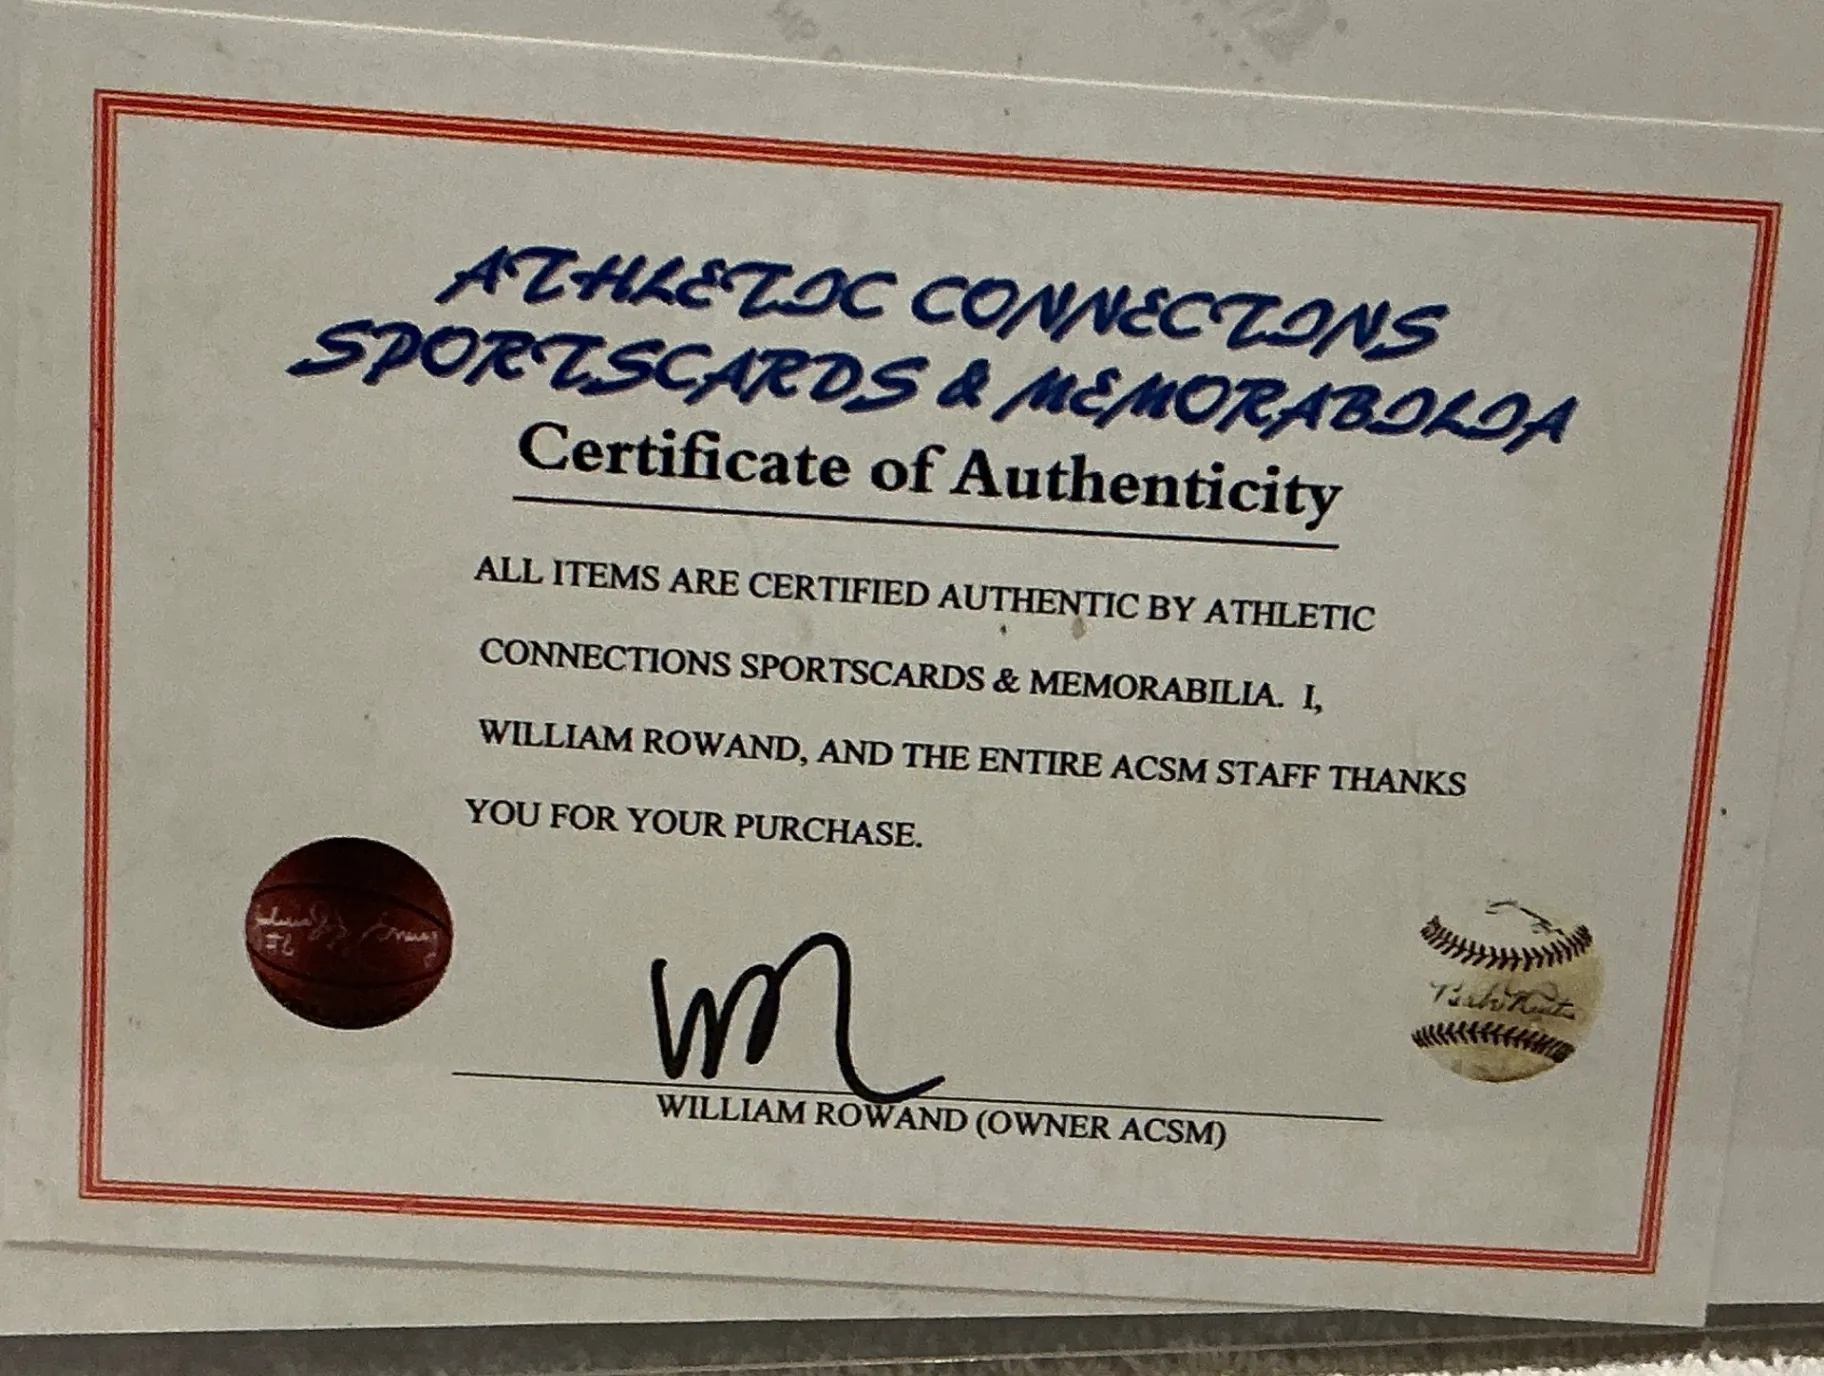 ATHLETIC CONNECTINS
SPORTSCARDS & MEMORABILIA
Certificate of Authenticity
ALL ITEMS ARE CERTIFIED AUTHENTIC BY ATHLETIC
CONNECTIONS SPORTSCARDS & MEMORABILIA. I,
WILLIAM ROWAND, AND THE ENTIRE ACSM STAFF THANKS
YOU FOR YOUR PURCHASE.
WILLIAM ROWAND (OWNER ACSM)